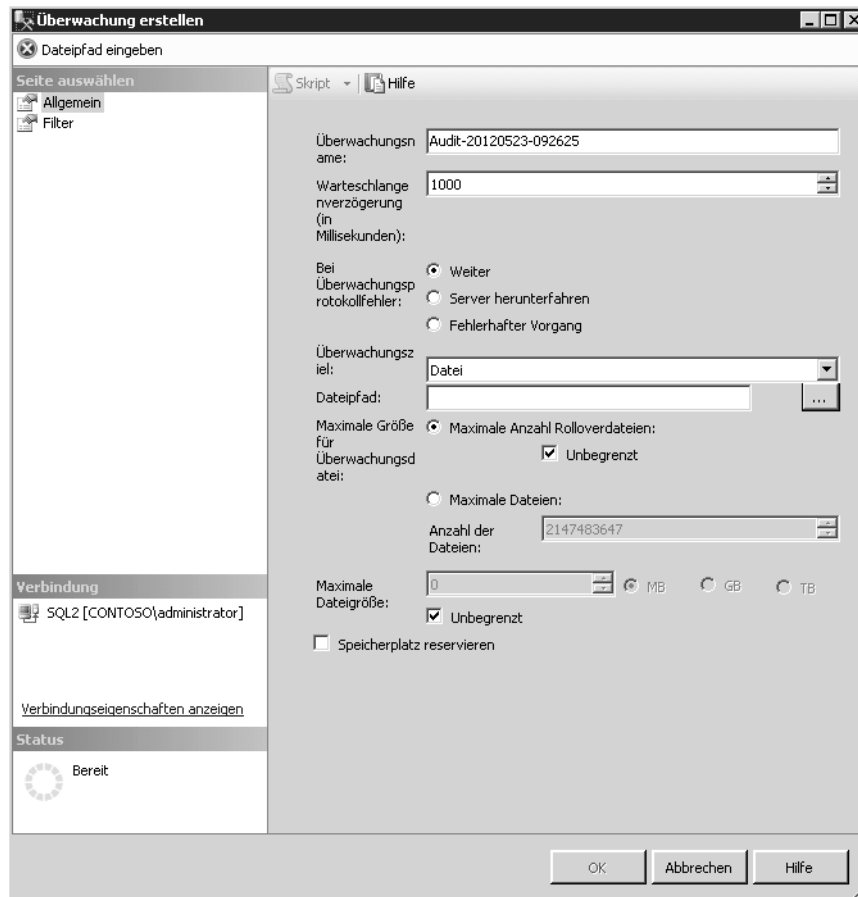 Überwachung erstellen
Dateipfad eingeben
Seite auswählen
Allgemein
Filter
Skript
Hilfe
Überwachungsn
ame:
Audit-20120523-092625
Warteschlange
nverzögerung
(in
Millisekunden):
1000
Bei
Überwachungsp
rotokollfehler:
Weiter
Server herunterfahren
Fehlerhafter Vorgang
Überwachungsz
iel:
Datei
Dateipfad:
...
Maximale Größe
für
Überwachungsd
atei:
Maximale Anzahl Rolloverdateien:
Unbegrenzt
Maximale Dateien:
Anzahl der
Dateien:
2147483647
Maximale
Dateigröße:
0
MB
GB
TB
Unbegrenzt
Speicherplatz reservieren
Verbindung
SQL2 [CONTOSO\administrator]
Verbindungseigenschaften anzeigen
Status
Bereit
OK
Abbrechen
Hilfe